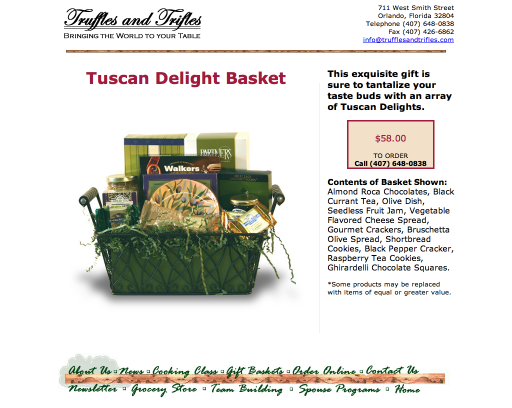 Truffles and Trifles
BRINGING THE WORLD TO YOUR TABLE
711 West Smith Street
Orlando, Florida 32804
Telephone (407) 648-0838
Fax (407) 426-6862
info@trufflesandtrifles.com
Tuscan Delight Basket
This exquisite gift is
sure to tantalize your
taste buds with an array
of Tuscan Delights.
$58.00
TO ORDER
Call (407) 648-0838
Contents of Basket Shown:
Almond Roca Chocolates, Black
Currant Tea, Olive Dish,
Seedless Fruit Jam, Vegetable
Flavored Cheese Spread,
Gourmet Crackers, Bruschetta
Olive Spread, Shortbread
Cookies, Black Pepper Cracker,
Raspberry Tea Cookies,
Ghirardelli Chocolate Squares.
*Some products may be replaced
with items of equal or greater value.
PARTNERS
Walkers
About Us ▫ News ▫ Cooking Class ▫ Gift Baskets ▫ Order Online ▫ Contact Us
Newsletter ▫ Grocery Store ▫ Team Building ▫ Spouse Programs ▫ Home